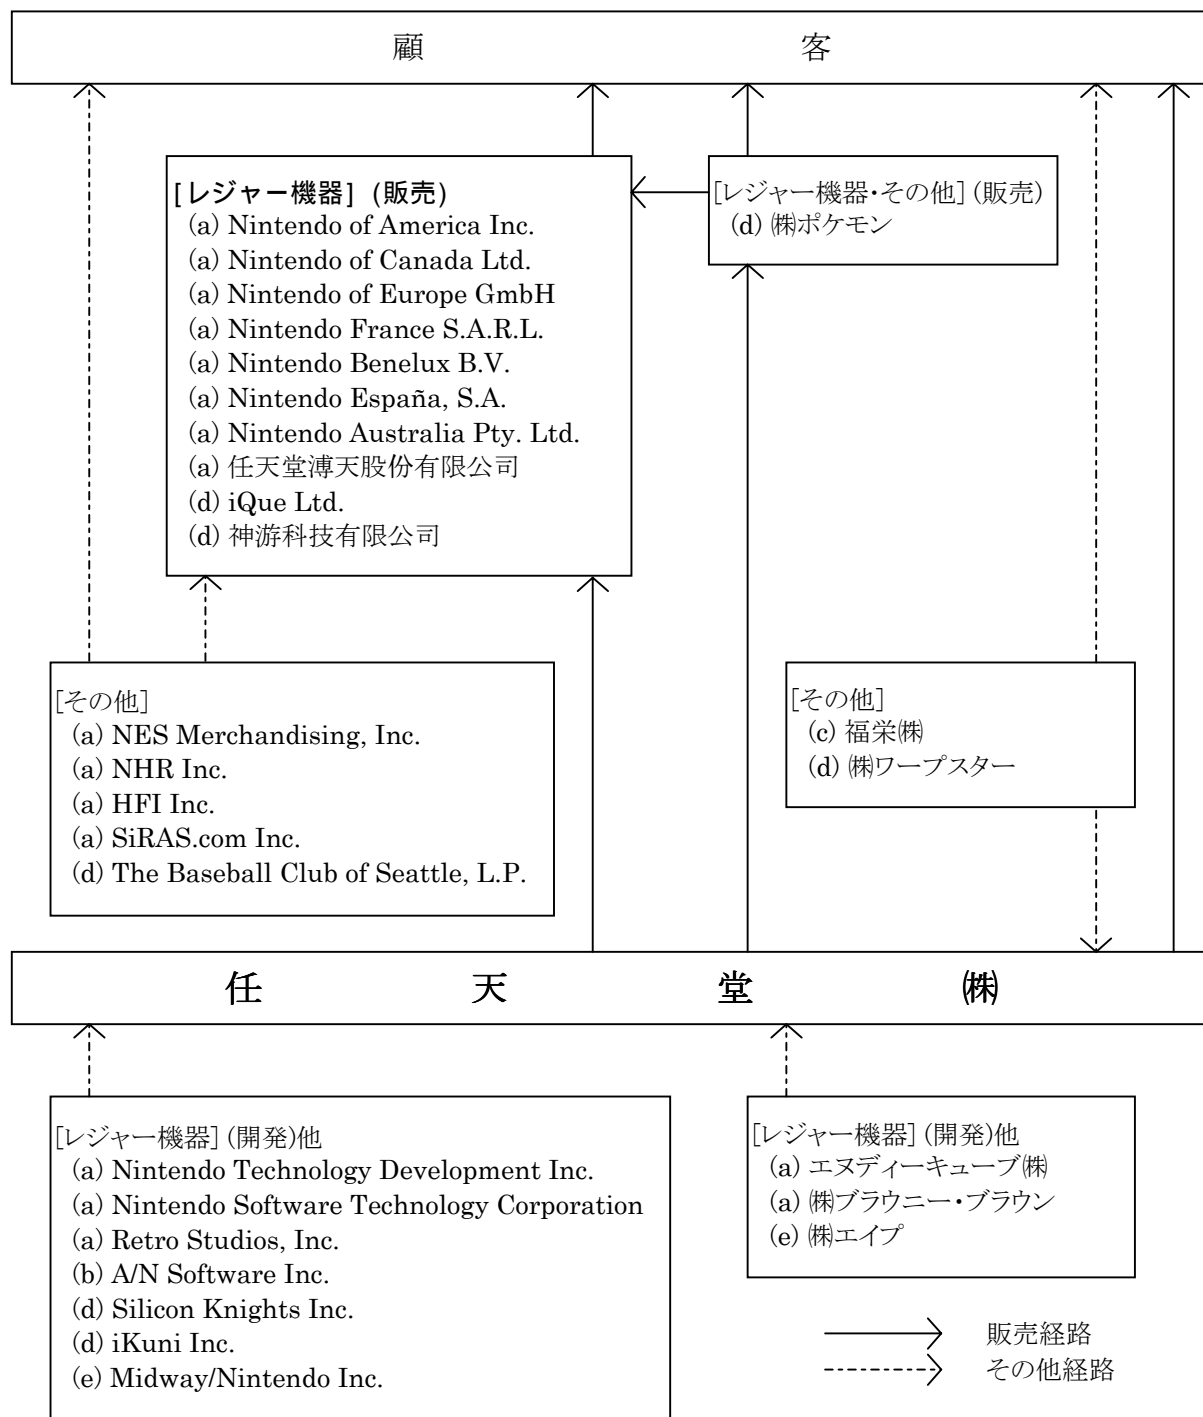 顧客
[レジャー機器] (販売)
(a) Nintendo of America Inc.
(a) Nintendo of Canada Ltd.
(a) Nintendo of Europe GmbH
(a) Nintendo France S.A.R.L.
(a) Nintendo Benelux B.V.
(a) Nintendo España, S.A.
(a) Nintendo Australia Pty. Ltd.
(a) 任天堂溥天股份有限公司
(d) iQue Ltd.
(d) 神游科技有限公司
[レジャー機器・その他] (販売)
(d) ㈱ポケモン
[その他]
(a) NES Merchandising, Inc.
(a) NHR Inc.
(a) HFI Inc.
(a) SiRAS.com Inc.
(d) The Baseball Club of Seattle, L.P.
[その他]
(c) 福栄㈱
(d) ㈱ワープスター
任天堂㈱
[レジャー機器] (開発)他
(a) Nintendo Technology Development Inc.
(a) Nintendo Software Technology Corporation
(a) Retro Studios, Inc.
(b) A/N Software Inc.
(d) Silicon Knights Inc.
(d) iKuni Inc.
(e) Midway/Nintendo Inc.
[レジャー機器] (開発)他
(a) エヌディーキューブ㈱
(a) ㈱ブラウニー・ブラウン
(e) ㈱エイプ
販売経路
その他経路